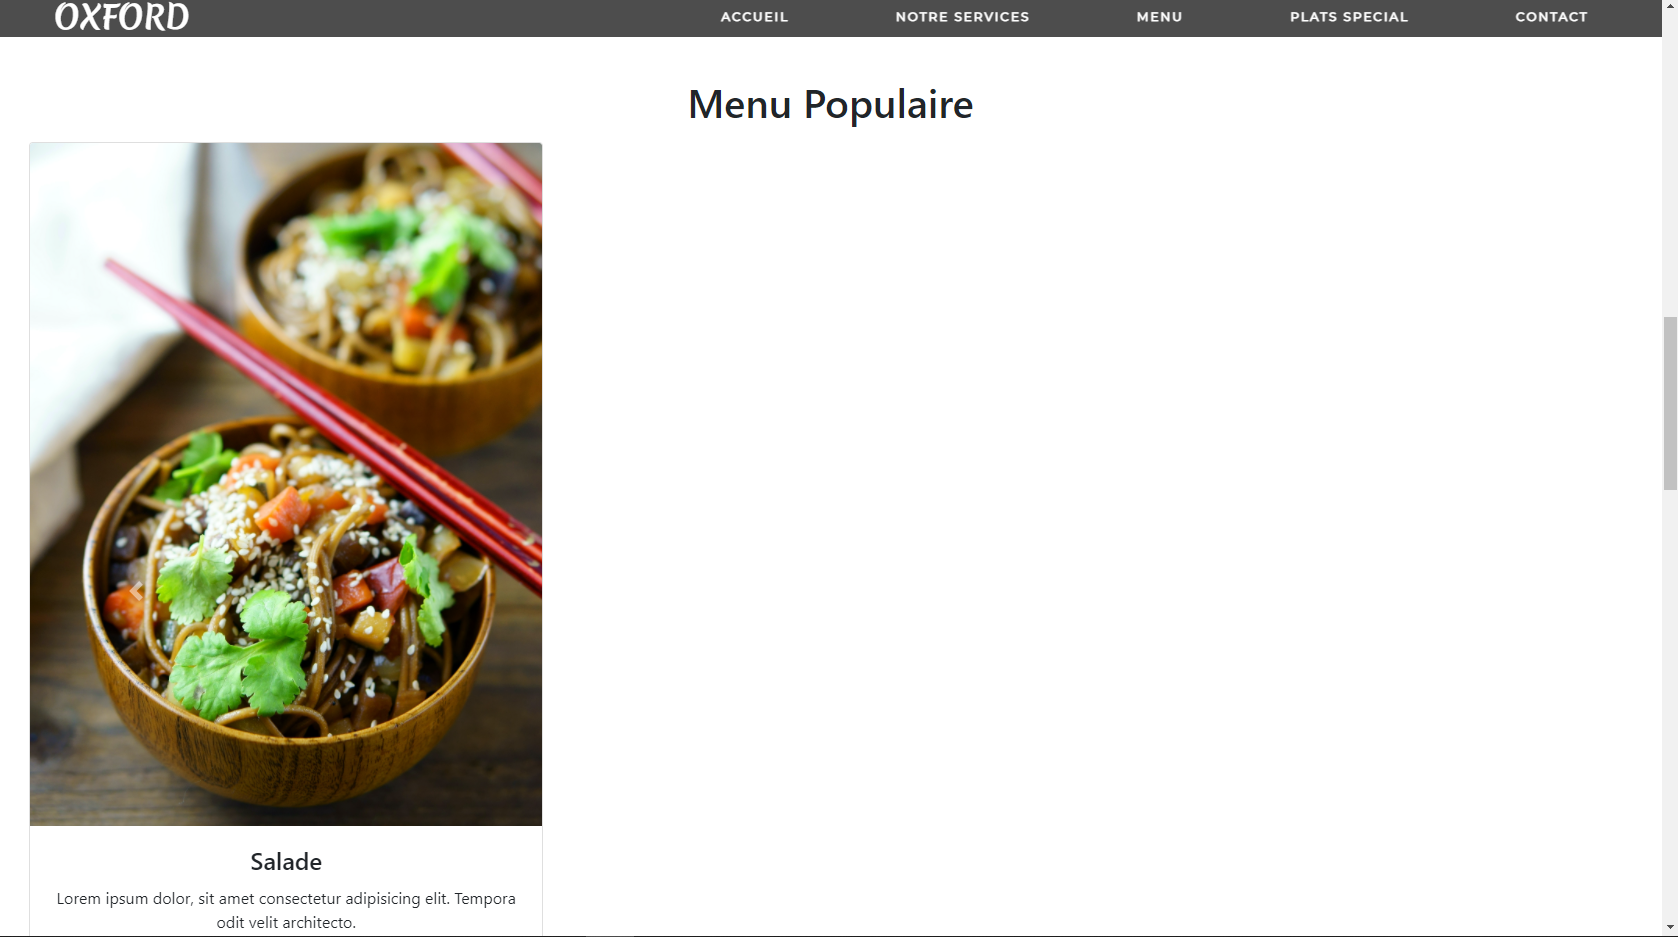 OXFORD
ACCUEIL NOTRE SERVICES MENU PLATS SPECIAL CONTACT
Menu Populaire
Salade
Lorem ipsum dolor, sit amet consectetur adipisicing elit. Tempora
odit velit architecto.